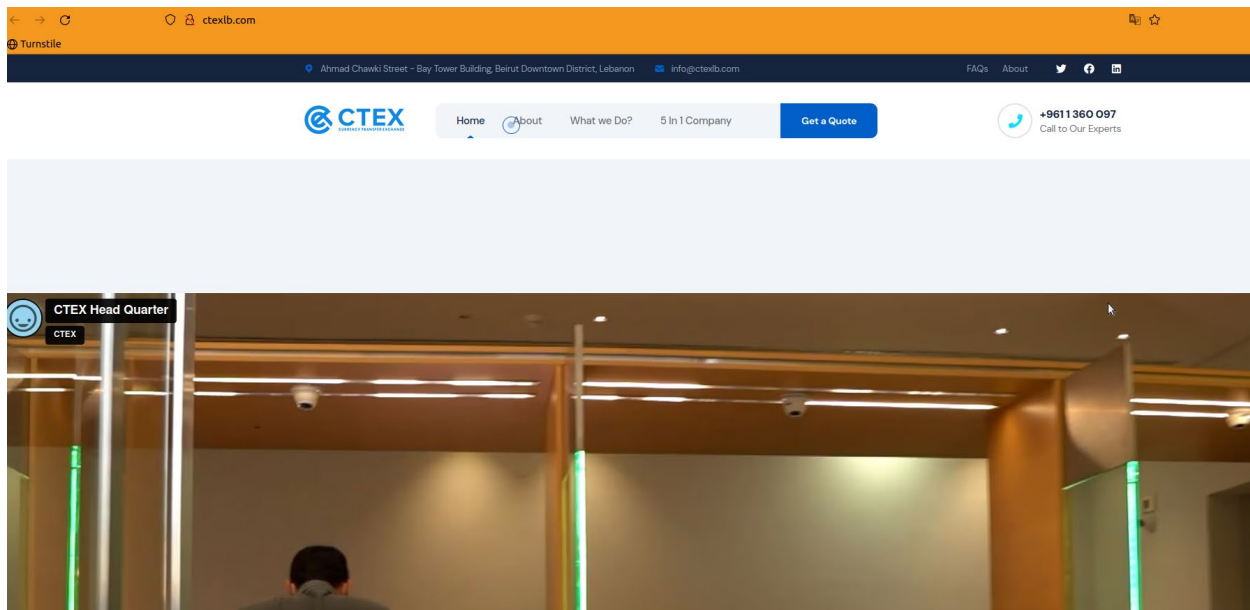 ctexlb.com
Turnstile
Ahmad Chawki Street – Bay Tower Building, Beirut Downtown District, Lebanon info@ctexlb.com FAQs About
CTEX
CURRENCY TRANSFER EXCHANGE
Home About What we Do? 5 In 1 Company Get a Quote
+961 1 360 097
Call to Our Experts
CTEX Head Quarter
CTEX